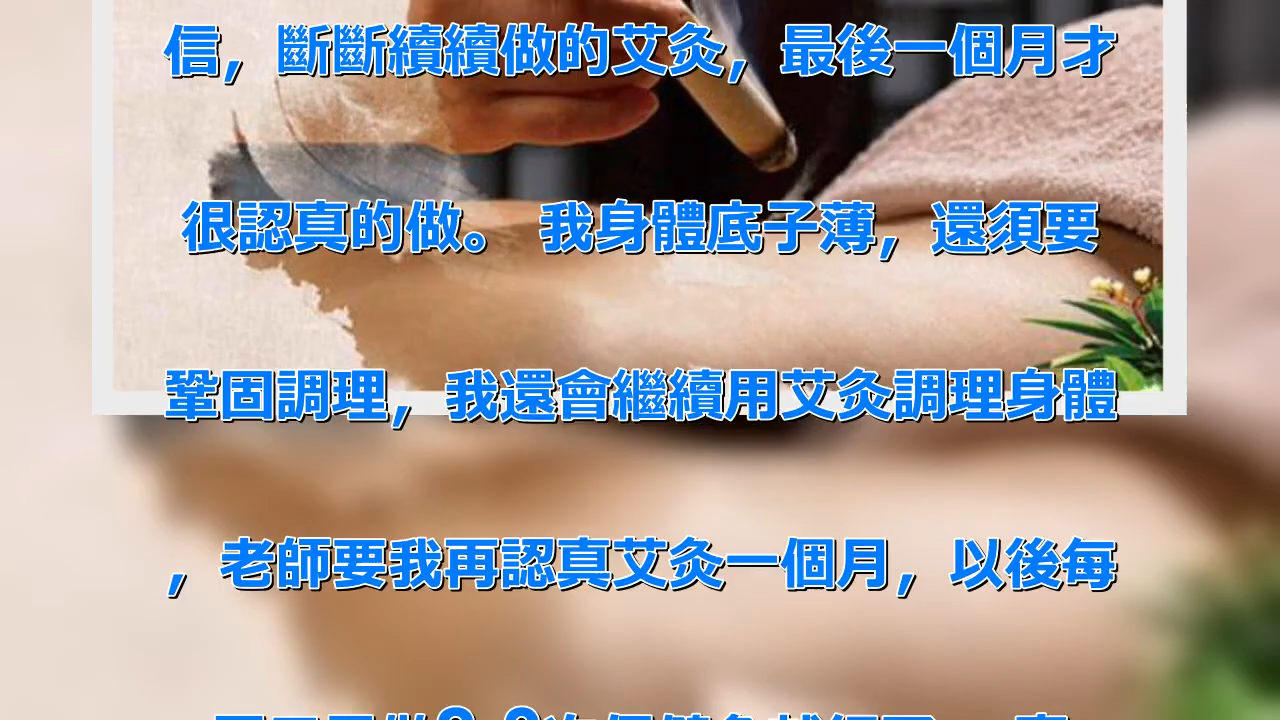 信，斷斷續續做的艾灸，最後一個月才
很認真的做。 我身體底子薄，還須要
鞏固調理，我還會繼續用艾灸調理身體
，老師要我再認真艾灸一個月，以後每